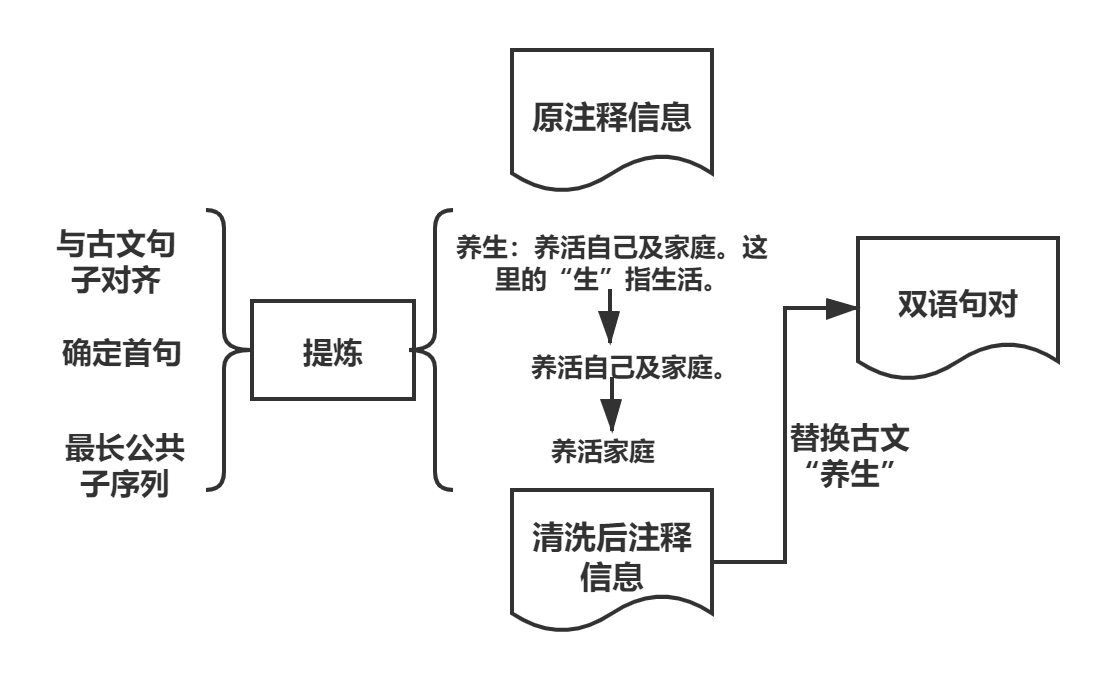 原注释信息
与古文句
子对齐
确定首句
最长公共
子序列
提炼
养生：养活自己及家庭。这
里的“生”指生活。
养活自己及家庭。
养活家庭
清洗后注释
信息
双语句对
替换古文
“养生”